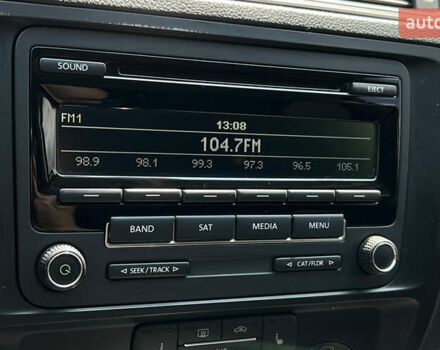 auto
SOUND
EJECT
FM1
13:08
104.7FM
98.9 98.1 99.3 97.3 96.5 105.1
BAND SAT MEDIA MENU
SEEK/TRACK CAT/FLDR